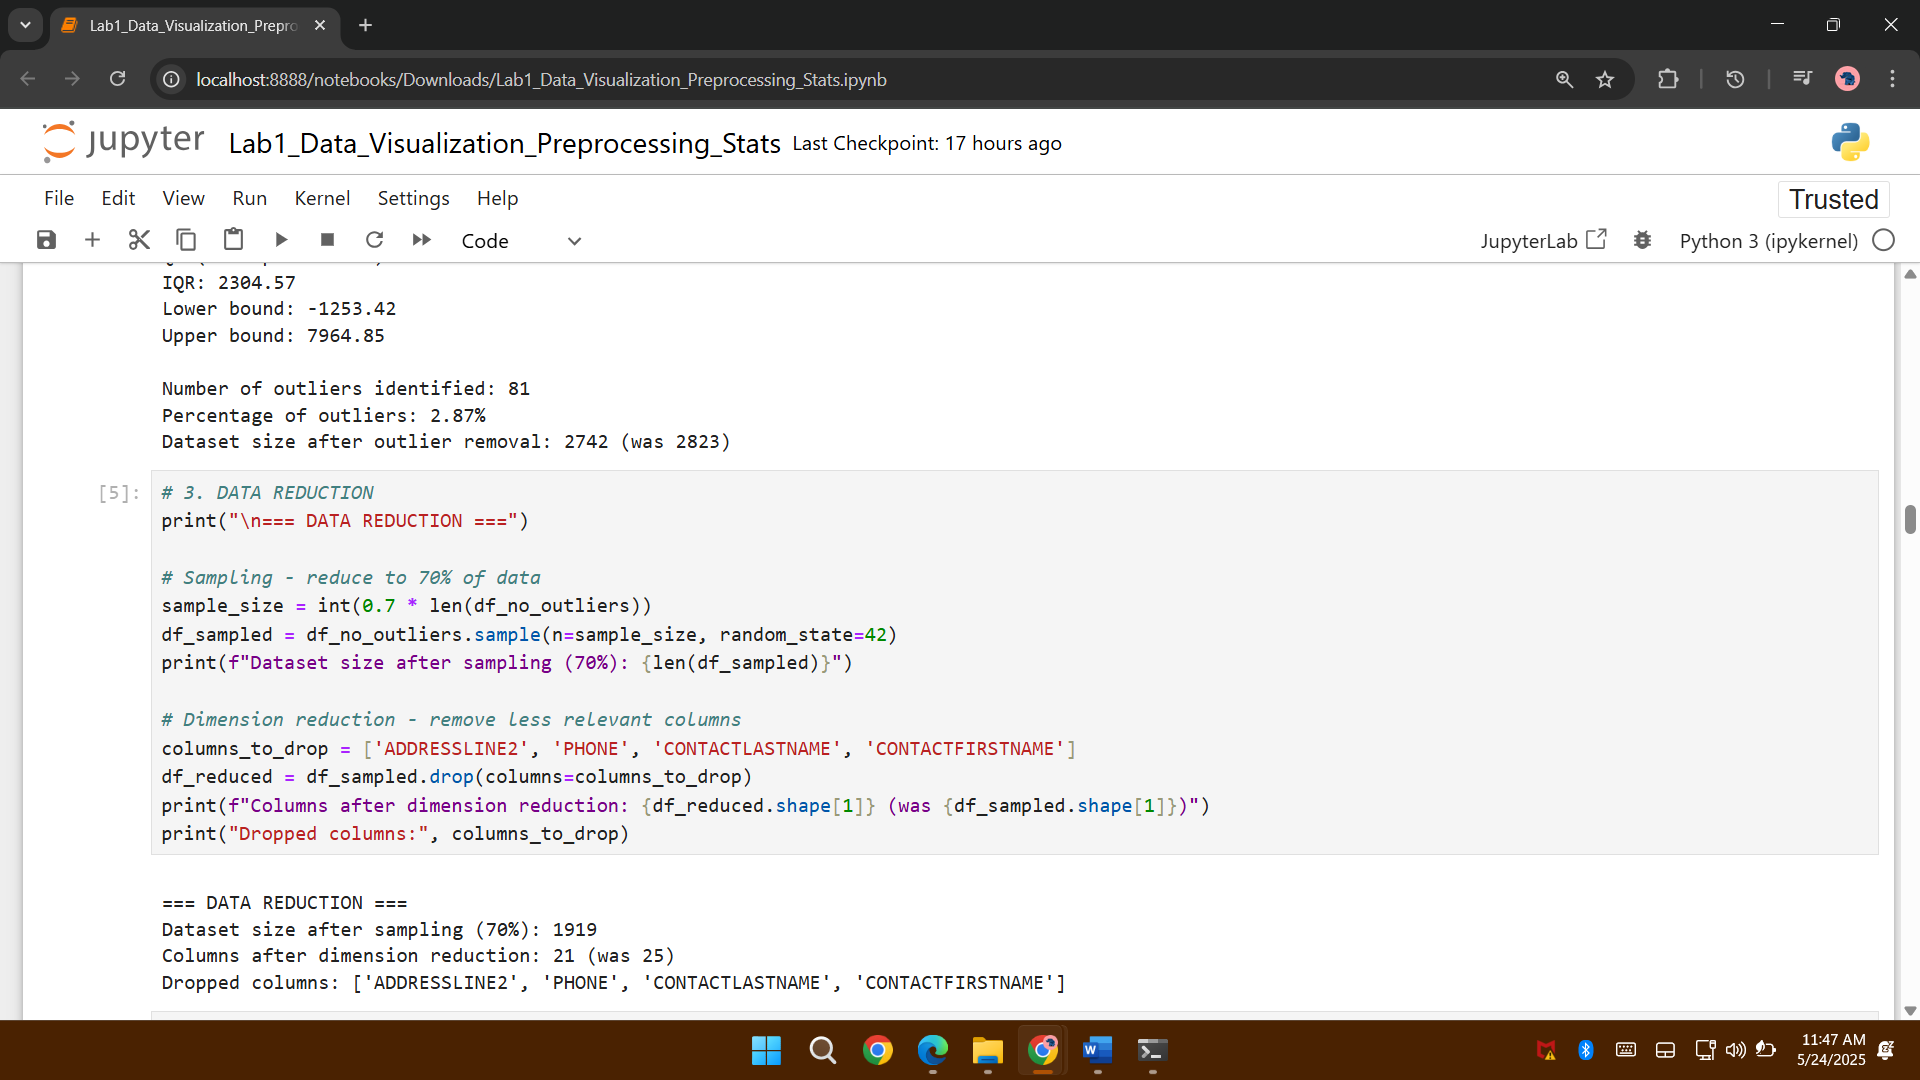 Lab1_Data_Visualization_Prepro
localhost:8888/notebooks/Downloads/Lab1_Data_Visualization_Preprocessing_Stats.ipynb
jupyter Lab1_Data_Visualization_Preprocessing_Stats Last Checkpoint: 17 hours ago
File Edit View Run Kernel Settings Help
Trusted
Code
JupyterLab
Python 3 (ipykernel)
IQR: 2304.57
Lower bound: -1253.42
Upper bound: 7964.85
Number of outliers identified: 81
Percentage of outliers: 2.87%
Dataset size after outlier removal: 2742 (was 2823)
[5]:
# 3. DATA REDUCTION
print("\n=== DATA REDUCTION ===")
# Sampling - reduce to 70% of data
sample_size = int(0.7 * len(df_no_outliers))
df_sampled = df_no_outliers.sample(n=sample_size, random_state=42)
print(f"Dataset size after sampling (70%): {len(df_sampled)}")
# Dimension reduction - remove less relevant columns
columns_to_drop = ['ADDRESSLINE2', 'PHONE', 'CONTACTLASTNAME', 'CONTACTFIRSTNAME']
df_reduced = df_sampled.drop(columns=columns_to_drop)
print(f"Columns after dimension reduction: {df_reduced.shape[1]} (was {df_sampled.shape[1]})")
print("Dropped columns:", columns_to_drop)
=== DATA REDUCTION ===
Dataset size after sampling (70%): 1919
Columns after dimension reduction: 21 (was 25)
Dropped columns: ['ADDRESSLINE2', 'PHONE', 'CONTACTLASTNAME', 'CONTACTFIRSTNAME']
11:47 AM
5/24/2025